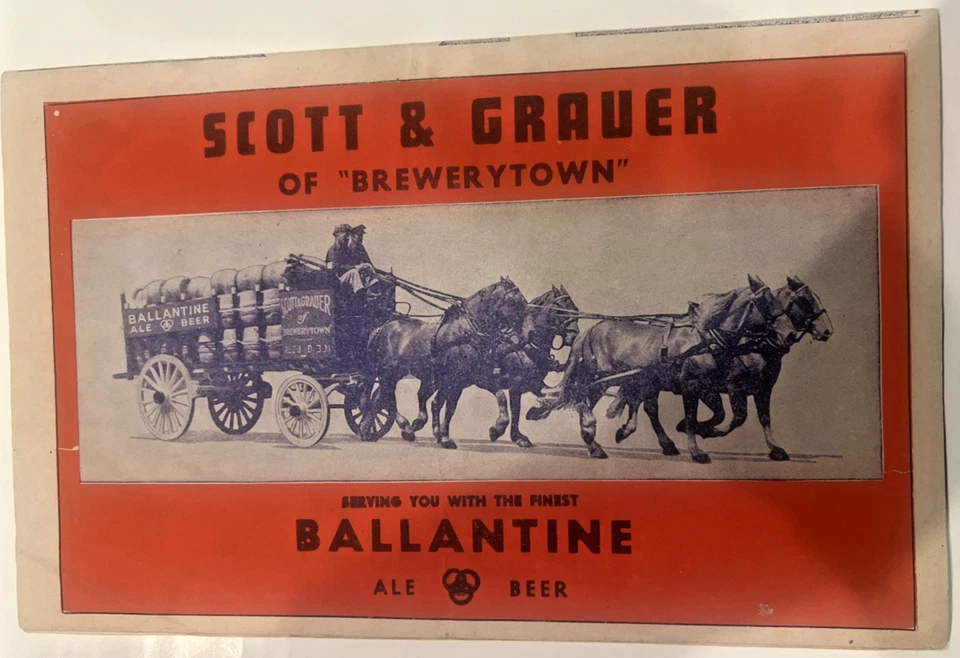 SCOTT & GRAUER
OF "BREWERYTOWN"
BALLANTINE
ALE BEER
SCOTT & GRAUER
of
BREWERYTOWN
SERVING YOU WITH THE FINEST
BALLANTINE
ALE BEER